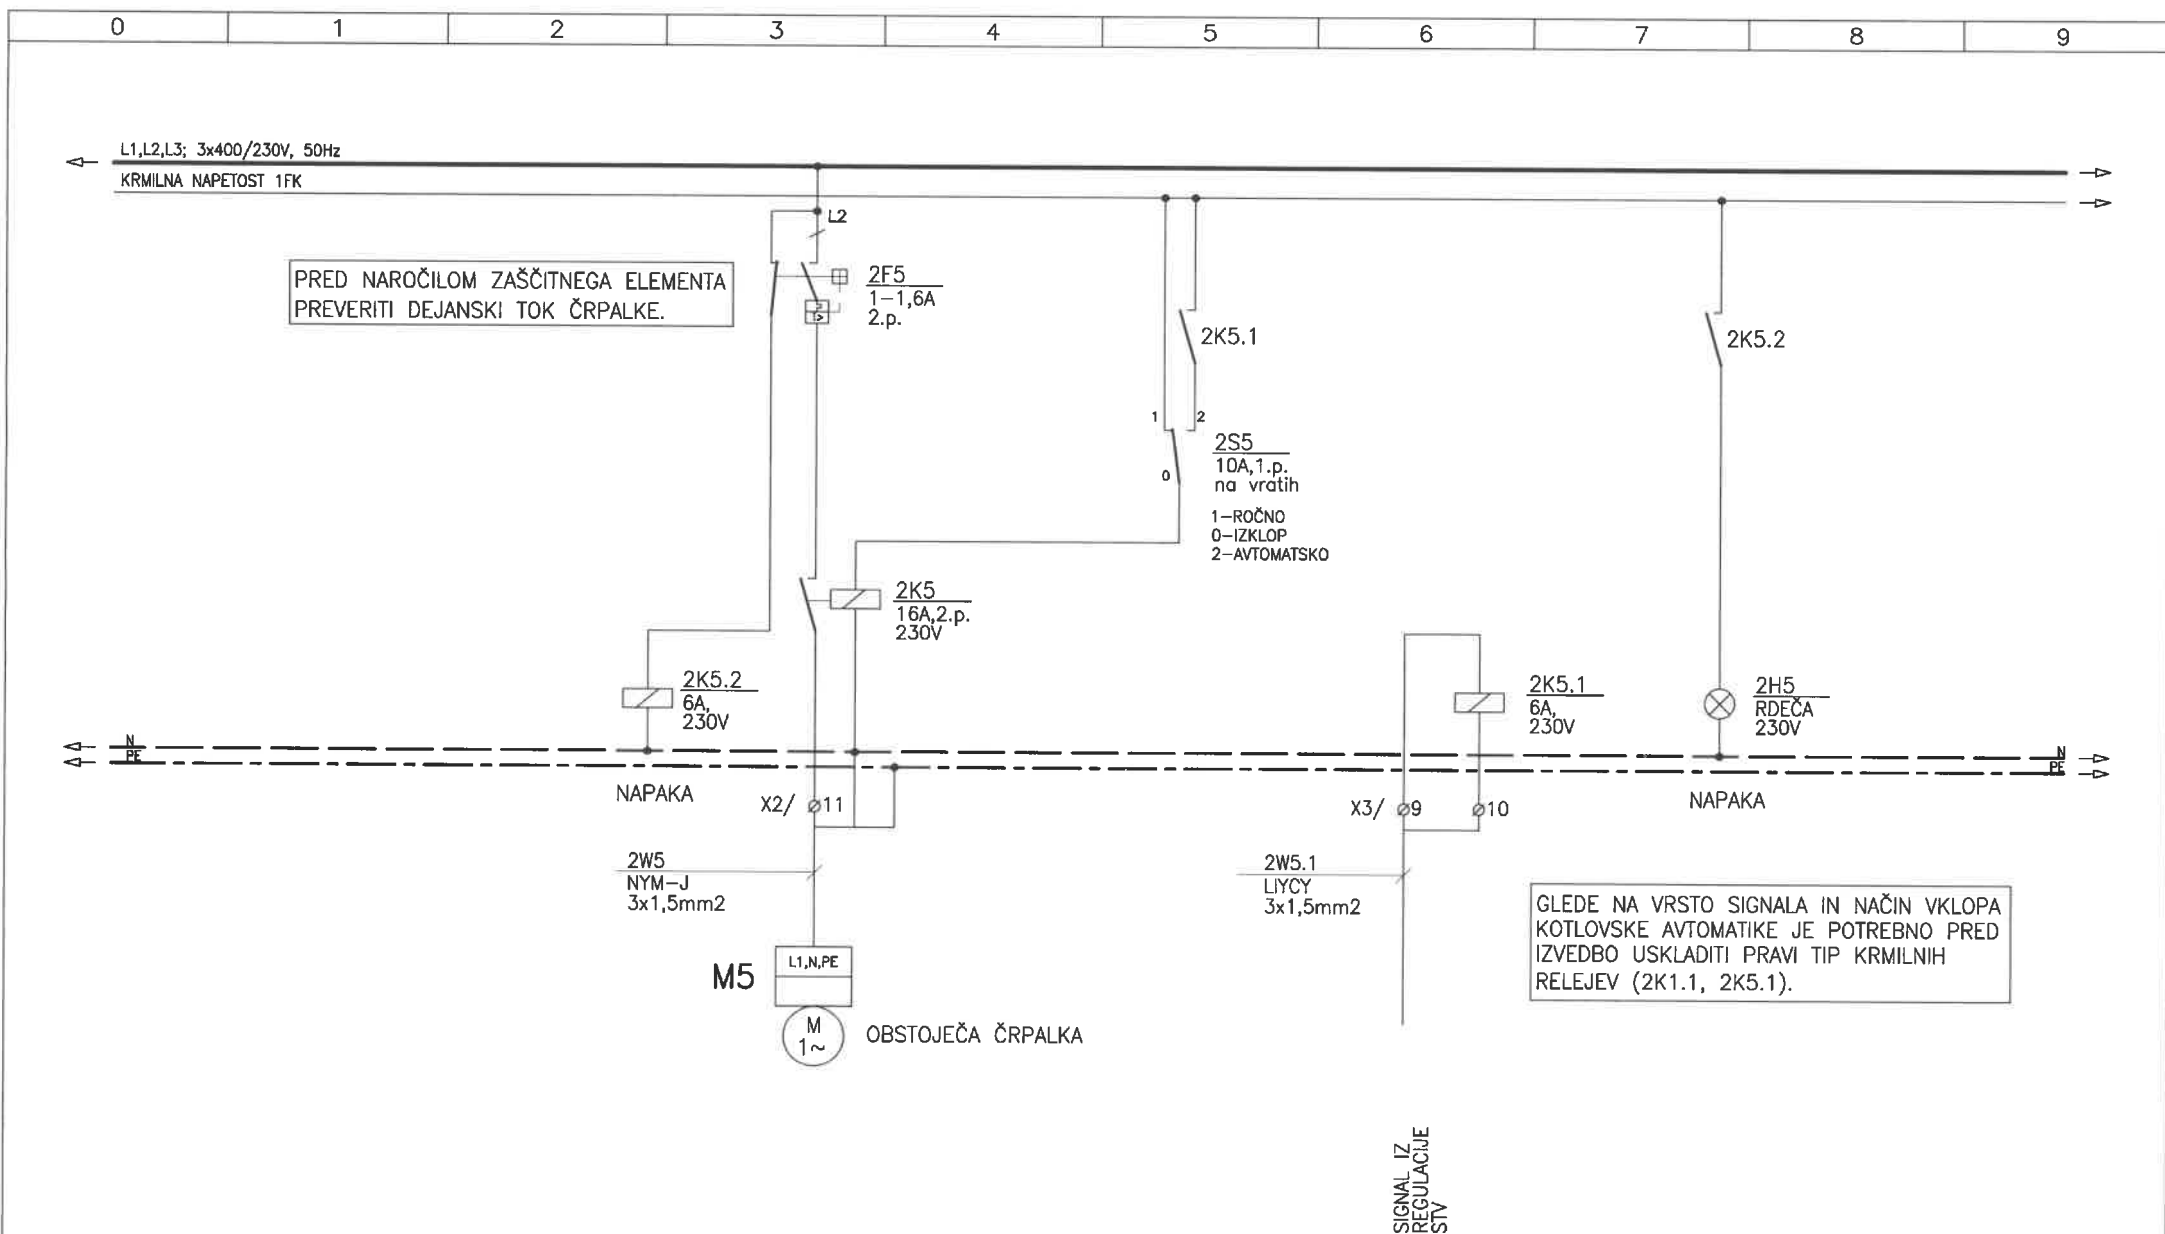 0 1 2 3 4 5 6 7 8 9
L1,L2,L3; 3x400/230V, 50Hz
KRMILNA NAPETOST 1FK
L2
PRED NAROČILOM ZAŠČITNEGA ELEMENTA
PREVERITI DEJANSKI TOK ČRPALKE.
2F5
1-1,6A
2.p.
2K5.1
2K5.2
1 2
0
2S5
10A,1.p.
na vratih
1-ROČNO
0-IZKLOP
2-AVTOMATSKO
2K5
16A,2.p.
230V
2K5.2
6A,
230V
2K5.1
6A,
230V
2H5
RDEČA
230V
N
PE
N
PE
NAPAKA
X2/ 11
X3/ 9 10
NAPAKA
2W5
NYM-J
3x1,5mm2
2W5.1
LIYCY
3x1,5mm2
GLEDE NA VRSTO SIGNALA IN NAČIN VKLOPA
KOTLOVSKE AVTOMATIKE JE POTREBNO PRED
IZVEDBO USKLADITI PRAVI TIP KRMILNIH
RELEJEV (2K1.1, 2K5.1).
M5
L1,N,PE
M
1~
OBSTOJEČA ČRPALKA
SIGNAL IZ
REGULACIJE
STV